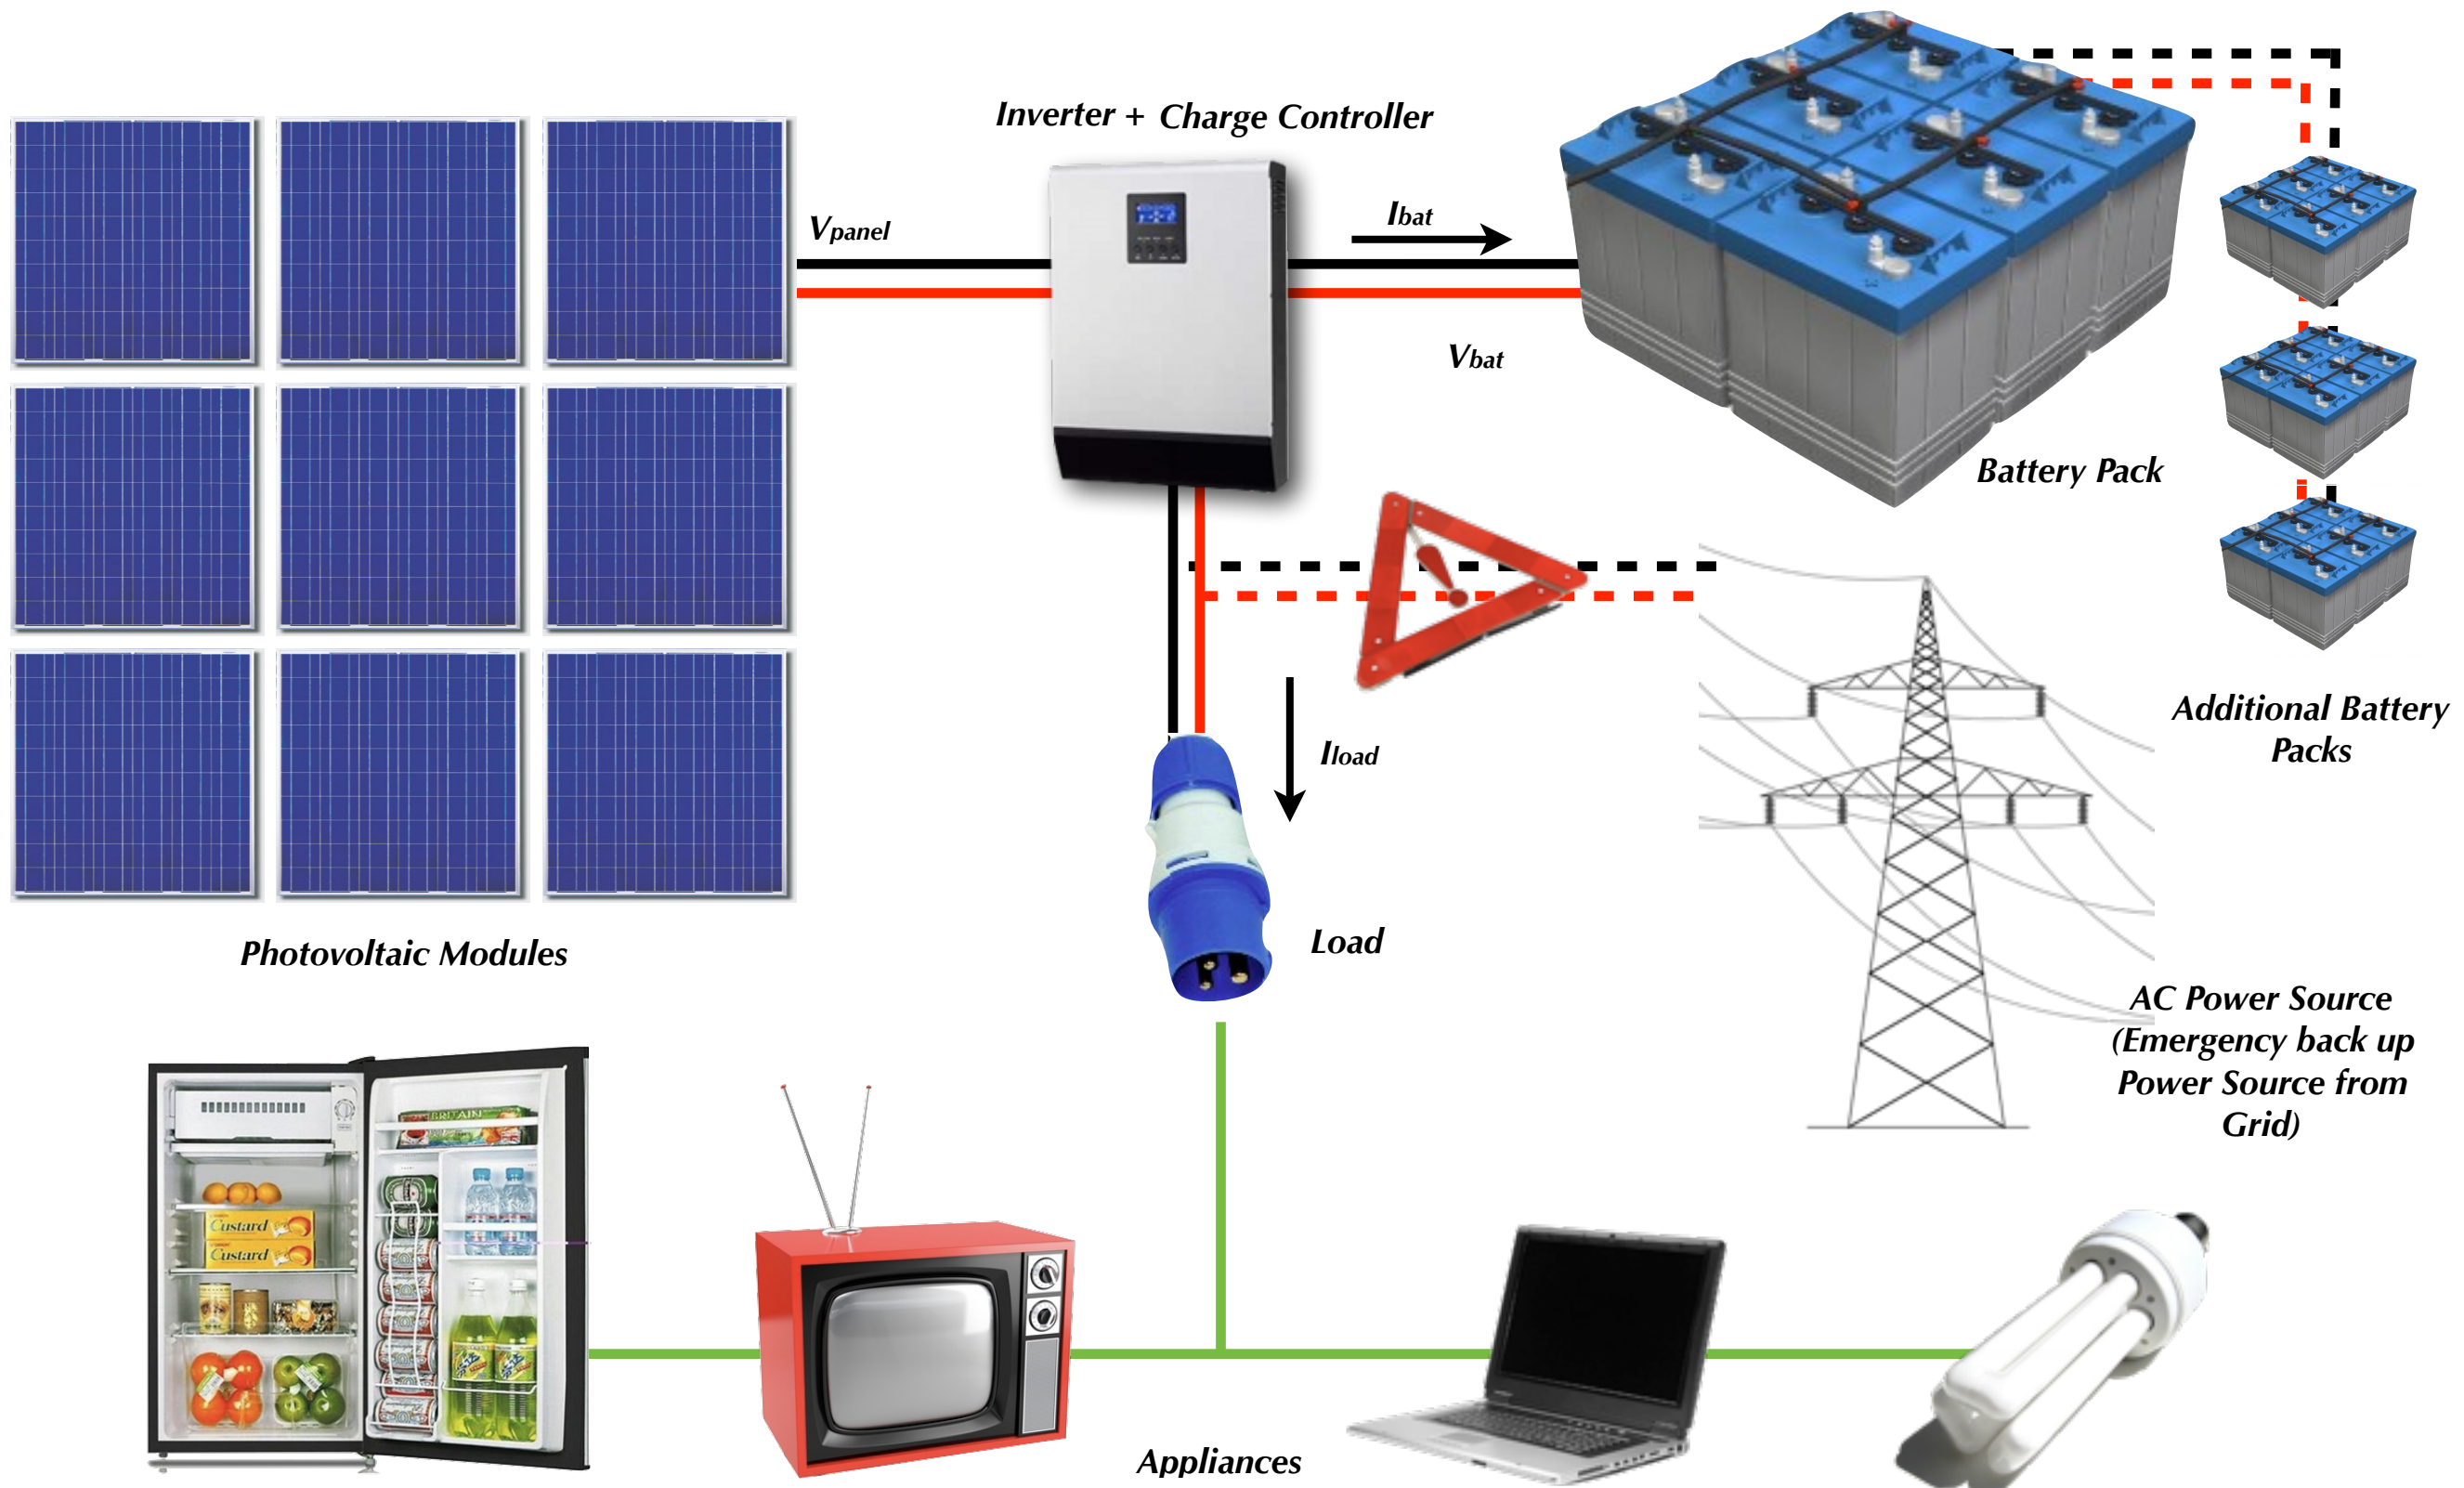 Inverter + Charge Controller
Vpanel
Ibat
Vbat
Battery Pack
Additional Battery
Packs
Iload
Load
Photovoltaic Modules
AC Power Source
(Emergency back up
Power Source from
Grid)
BRITAIN
Custard
Custard
Appliances